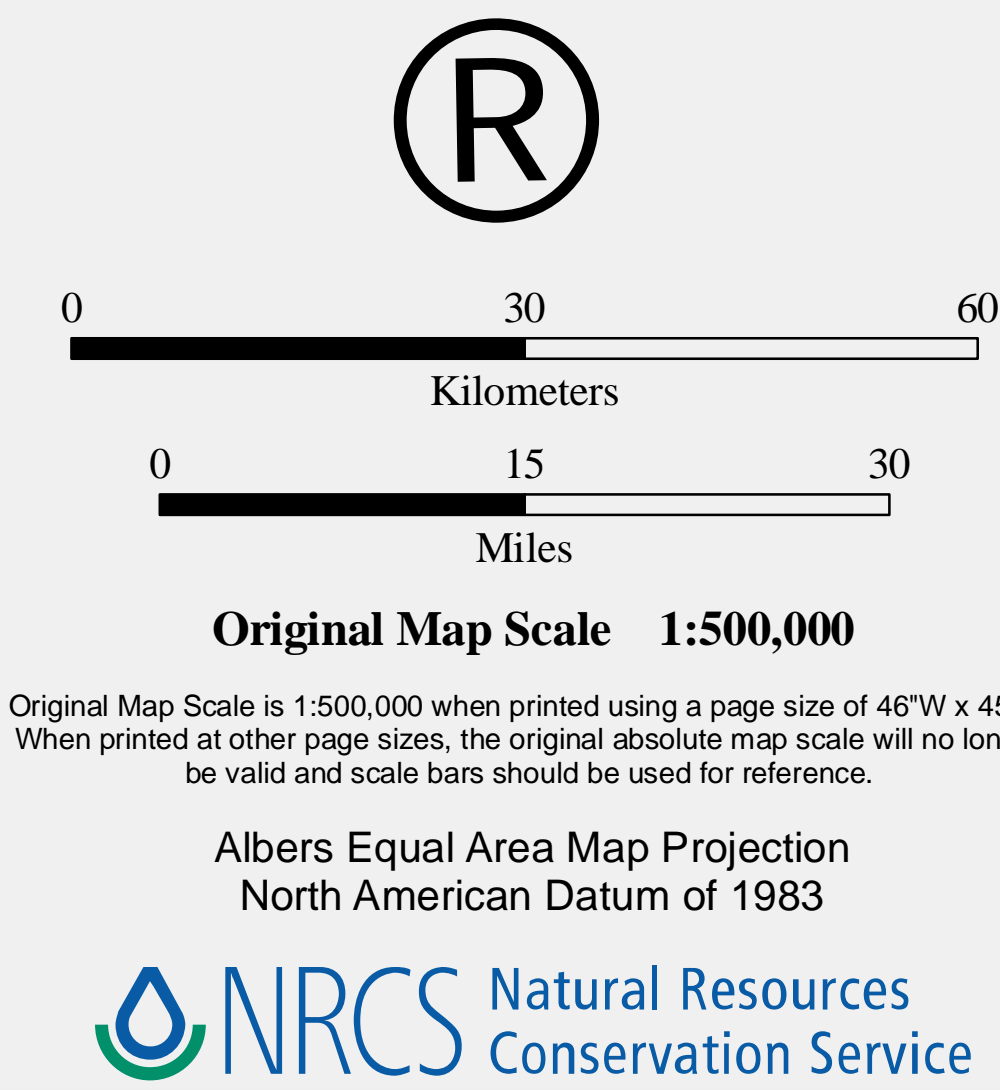 ®
0 30 60
Kilometers
0 15 30
Miles
Original Map Scale 1:500,000
Original Map Scale is 1:500,000 when printed using a page size of 46"W x 45
When printed at other page sizes, the original absolute map scale will no lon
be valid and scale bars should be used for reference.
Albers Equal Area Map Projection
North American Datum of 1983
NRCS Natural Resources
Conservation Service